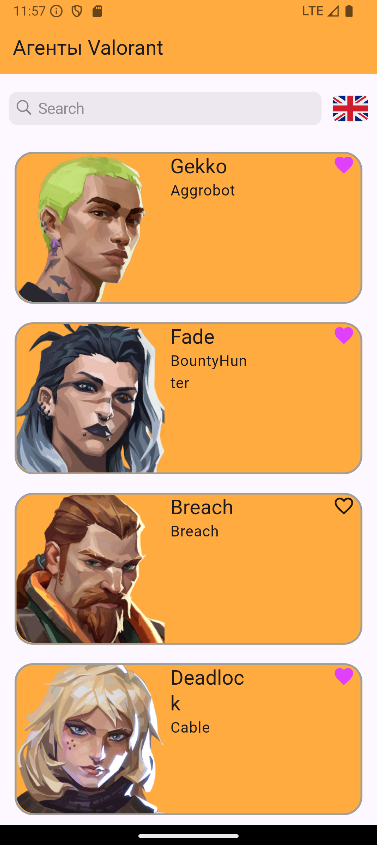 11:57
LTE
Агенты Valorant
Search
Gekko
Aggrobot
Fade
BountyHun
ter
Breach
Breach
Deadloc
k
Cable